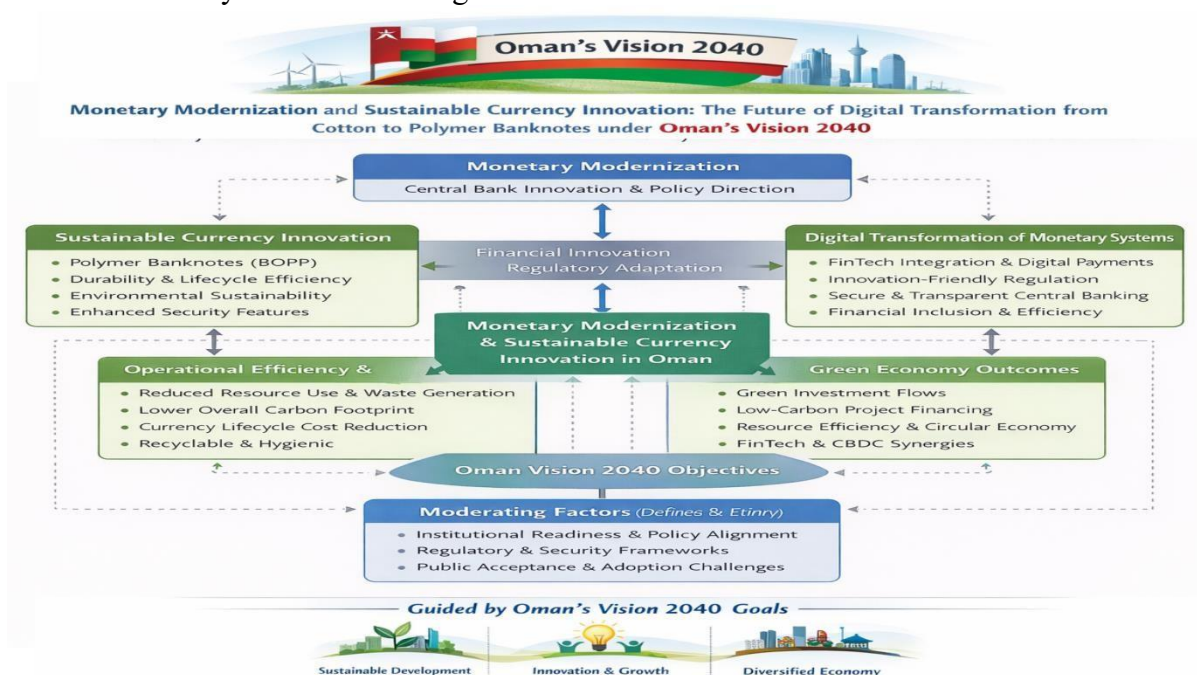 Oman's Vision 2040
Monetary Modernization and Sustainable Currency Innovation: The Future of Digital Transformation from
Cotton to Polymer Banknotes under Oman's Vision 2040
Monetary Modernization
Central Bank Innovation & Policy Direction
Sustainable Currency Innovation
• Polymer Banknotes (BOPP)
• Durability & Lifecycle Efficiency
• Environmental Sustainability
• Enhanced Security Features
Financial Innovation
Regulatory Adaptation
Digital Transformation of Monetary Systems
• FinTech Integration & Digital Payments
• Innovation-Friendly Regulation
• Secure & Transparent Central Banking
• Financial Inclusion & Efficiency
Monetary Modernization
& Sustainable Currency
Innovation in Oman
Operational Efficiency &
• Reduced Resource Use & Waste Generation
• Lower Overall Carbon Footprint
• Currency Lifecycle Cost Reduction
• Recyclable & Hygienic
Green Economy Outcomes
• Green Investment Flows
• Low-Carbon Project Financing
• Resource Efficiency & Circular Economy
• FinTech & CBDC Synergies
Oman Vision 2040 Objectives
Moderating Factors (Defines & Etinry)
• Institutional Readiness & Policy Alignment
• Regulatory & Security Frameworks
• Public Acceptance & Adoption Challenges
Guided by Oman's Vision 2040 Goals
Sustainable Development
Innovation & Growth
Diversified Economy